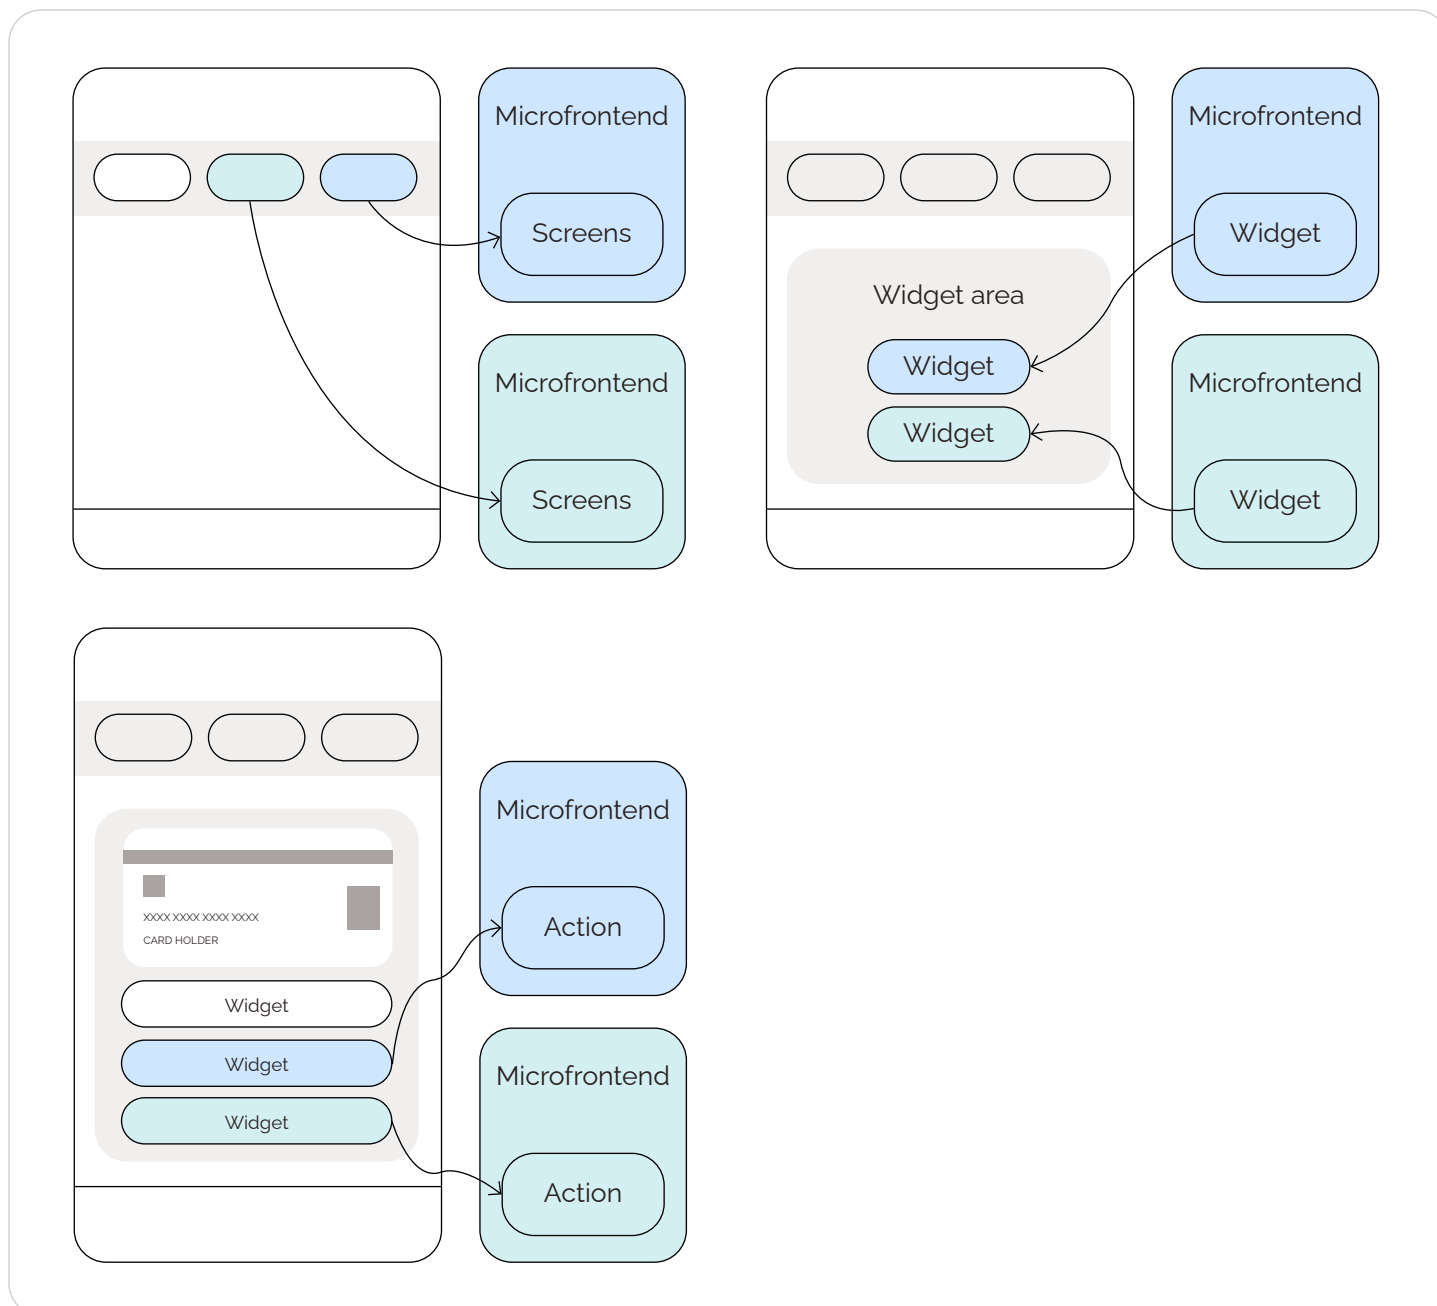 Microfrontend
Screens
Microfrontend
Screens
Microfrontend
Widget
Widget area
Widget
Widget
Microfrontend
Widget
XXXX XXXX XXXX XXXX
CARD HOLDER
Widget
Widget
Widget
Microfrontend
Action
Microfrontend
Action